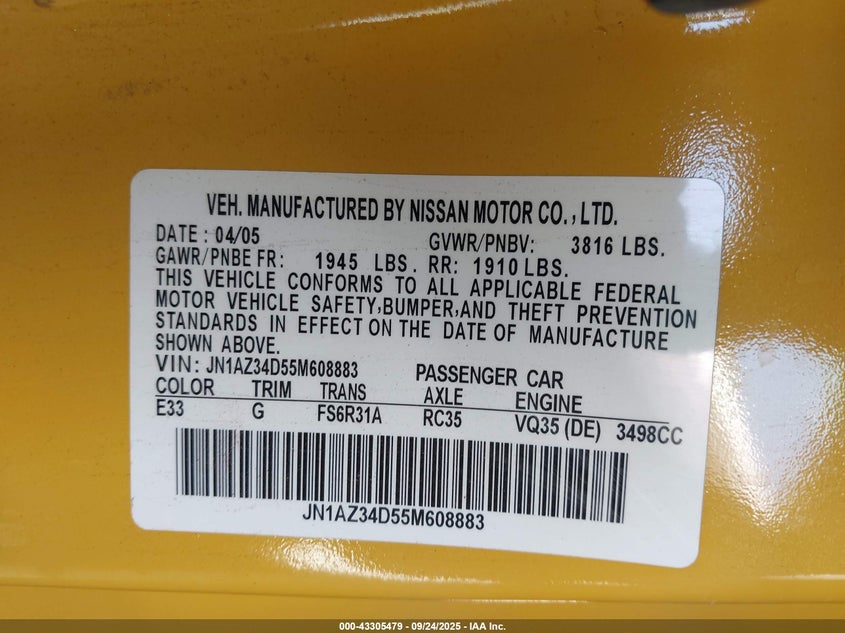 VEH. MANUFACTURED BY NISSAN MOTOR CO., LTD.
DATE : 04/05 GVWR/PNBV: 3816 LBS.
GAWR/PNBE FR: 1945 LBS. RR: 1910 LBS.
THIS VEHICLE CONFORMS TO ALL APPLICABLE FEDERAL
MOTOR VEHICLE SAFETY,BUMPER,AND THEFT PREVENTION
STANDARDS IN EFFECT ON THE DATE OF MANUFACTURE
SHOWN ABOVE.
VIN: JN1AZ34D55M608883 PASSENGER CAR
COLOR TRIM TRANS AXLE ENGINE
E33 G FS6R31A RC35 VQ35 (DE) 3498CC
JN1AZ34D55M608883
000-43305479 - 09/24/2025 - IAA Inc.